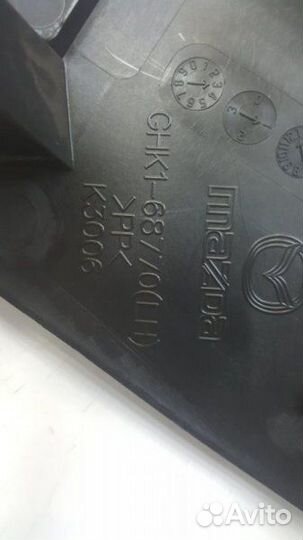 mazda
GHK1-68770(LH)
>PP<
K3006
Avito